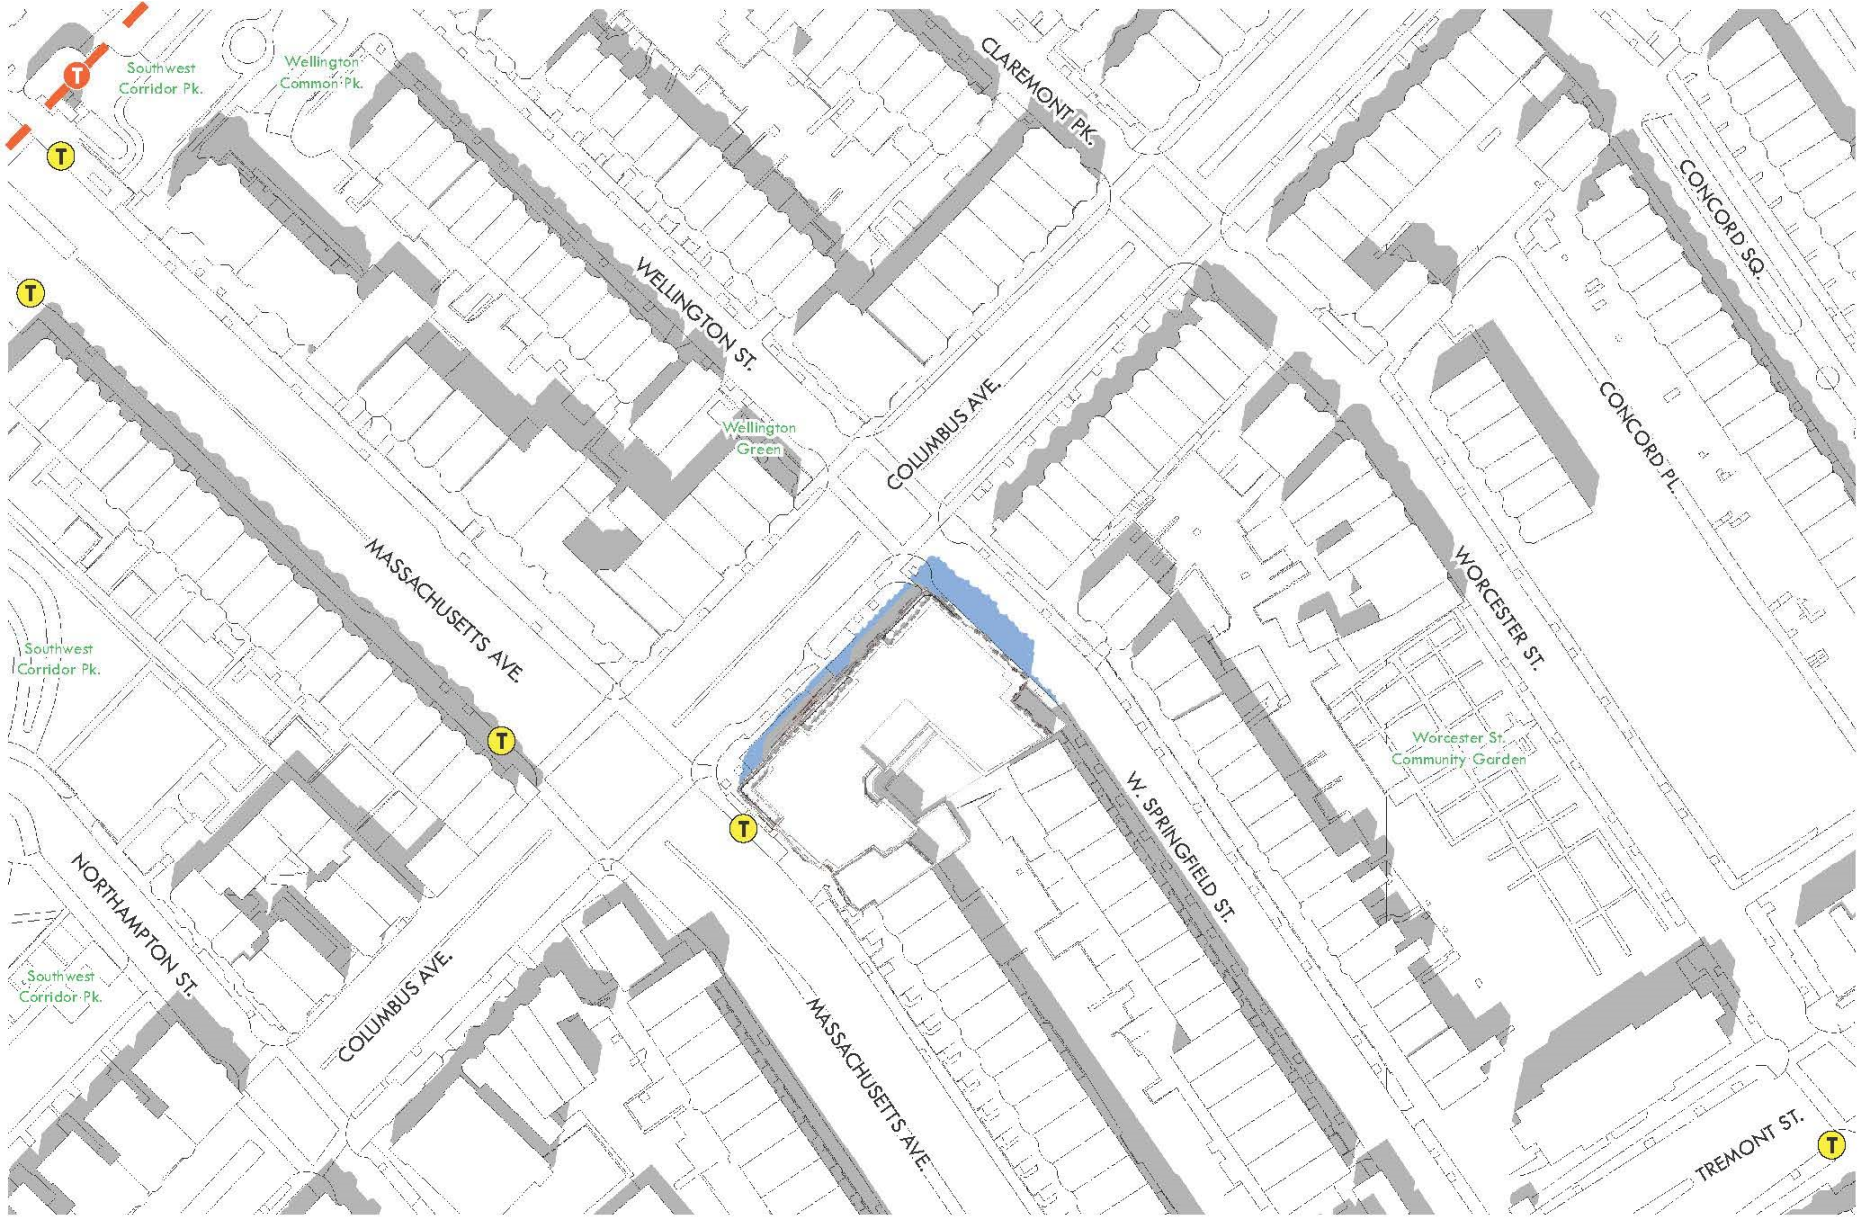 CLAREMONT PK.
Wellington
Common Pk.
Southwest
Corridor Pk.
T
T
CONCORD SQ.
T
WELLINGTON ST.
COLUMBUS AVE.
CONCORD PL.
Wellington
Green
MASSACHUSETTS AVE.
WORCESTER ST.
Southwest
Corridor Pk.
T
Worcester St.
Community Garden
T
W. SPRINGFIELD ST.
NORTHAMPTON ST.
COLUMBUS AVE.
Southwest
Corridor Pk.
MASSACHUSETTS AVE.
TREMONT ST.
T